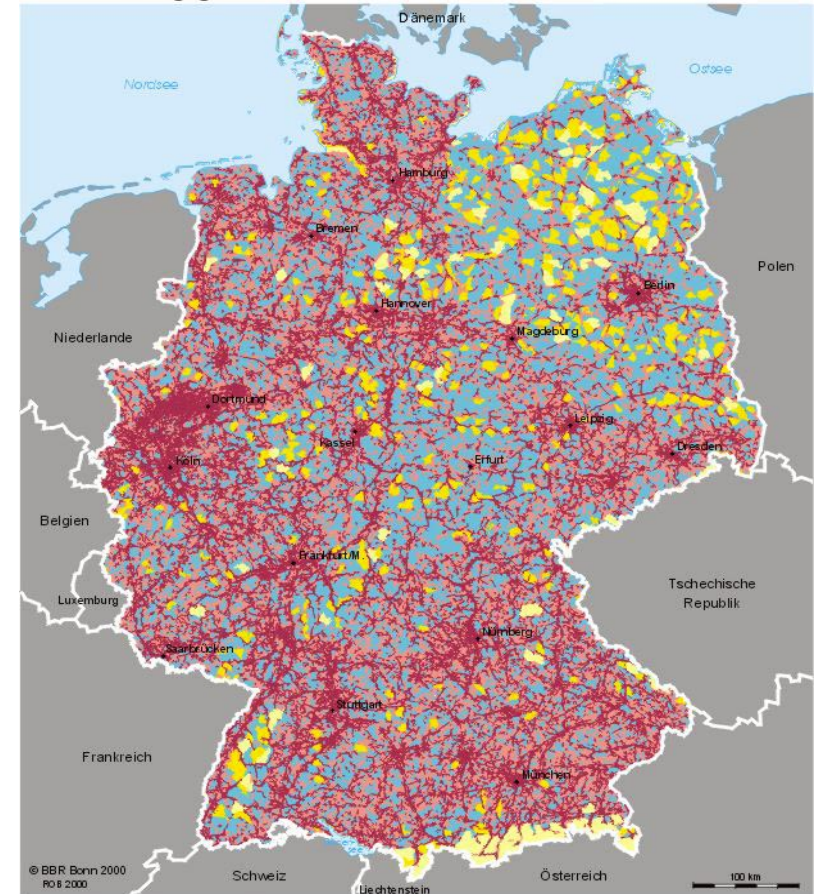 Dänemark
Nordsee
Ostsee
Hamburg
Bremen
Polen
Berlin
Hannover
Magdeburg
Niederlande
Dortmund
Leipzig
Kassel
Dresden
Köln
Erfurt
Belgien
Frankfurt/M.
Tschechische
Republik
Luxemburg
Nürnberg
Saarbrücken
Stuttgart
Frankreich
München
© BBR Bonn 2000
ROB 2000
Schweiz
Österreich
100 km
Liechtenstein